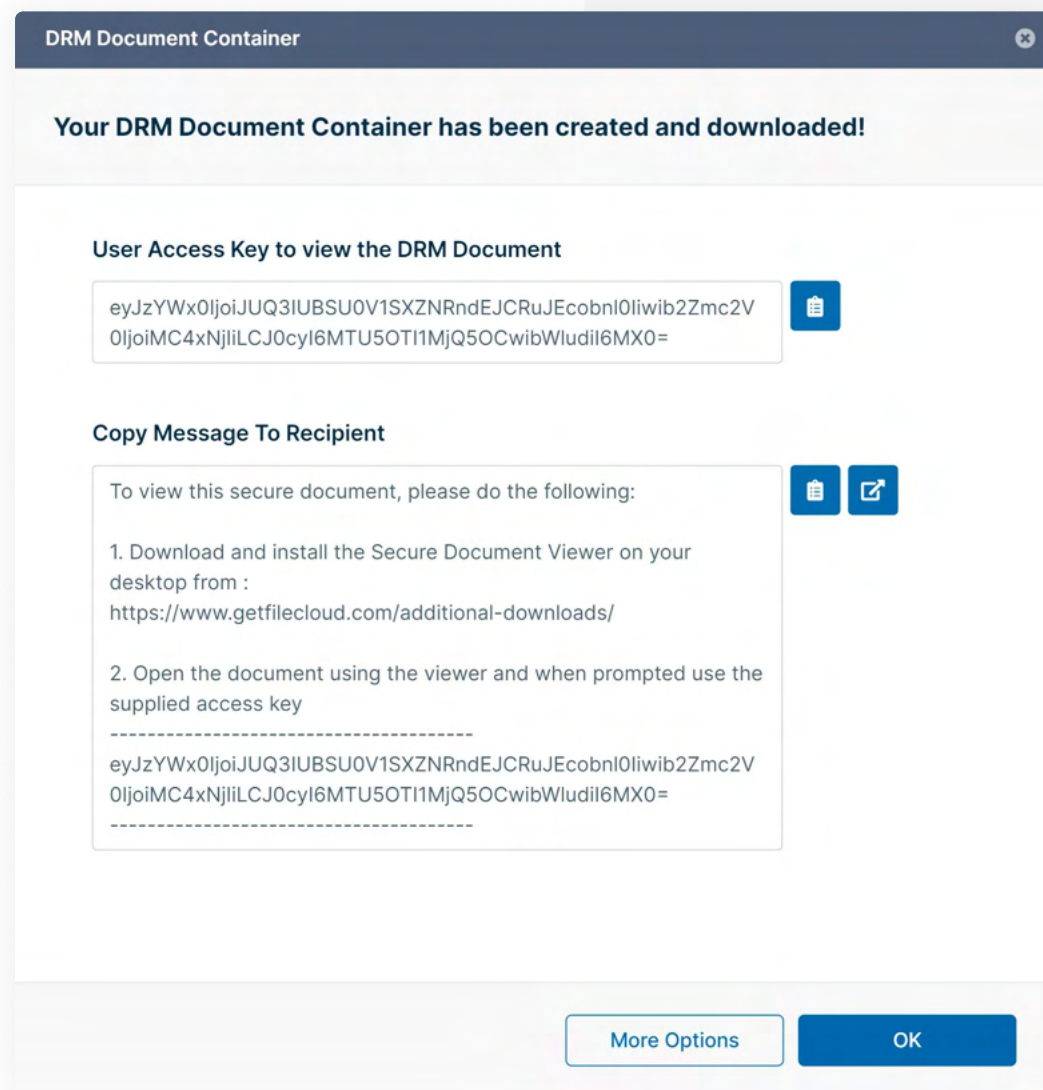 DRM Document Container
Your DRM Document Container has been created and downloaded!
User Access Key to view the DRM Document
eyJzYWx0IjoiJUQ3IUBSU0V1SXZNRndEJCRuJEcobnl0Iiwib2Zmc2V
0IjoiMC4xNjIiLCJ0cyI6MTU5OTI1MjQ5OCwibWludiI6MX0=
Copy Message To Recipient
To view this secure document, please do the following:
1. Download and install the Secure Document Viewer on your
desktop from :
https://www.getfilecloud.com/additional-downloads/
2. Open the document using the viewer and when prompted use the
supplied access key
---------------------------------------
eyJzYWx0IjoiJUQ3IUBSU0V1SXZNRndEJCRuJEcobnl0Iiwib2Zmc2V
0IjoiMC4xNjIiLCJ0cyI6MTU5OTI1MjQ5OCwibWludiI6MX0=
---------------------------------------
More Options
OK